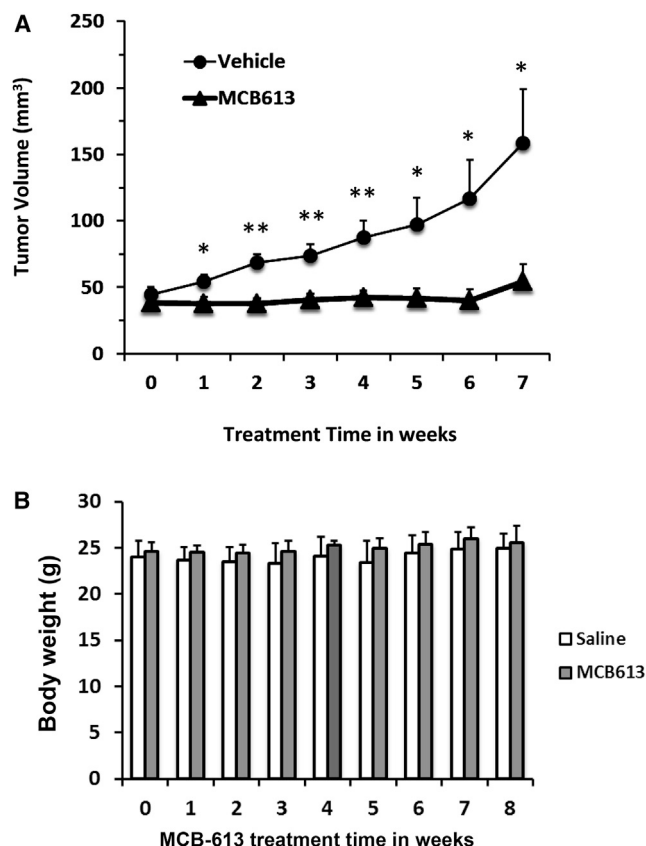 A
250
200
150
100
50
0
Tumor Volume (mm³)
Vehicle
MCB613
*
**
**
**
*
*
*
0 1 2 3 4 5 6 7
Treatment Time in weeks
B
30
25
20
15
10
5
0
Body weight (g)
Saline
MCB613
0 1 2 3 4 5 6 7 8
MCB-613 treatment time in weeks